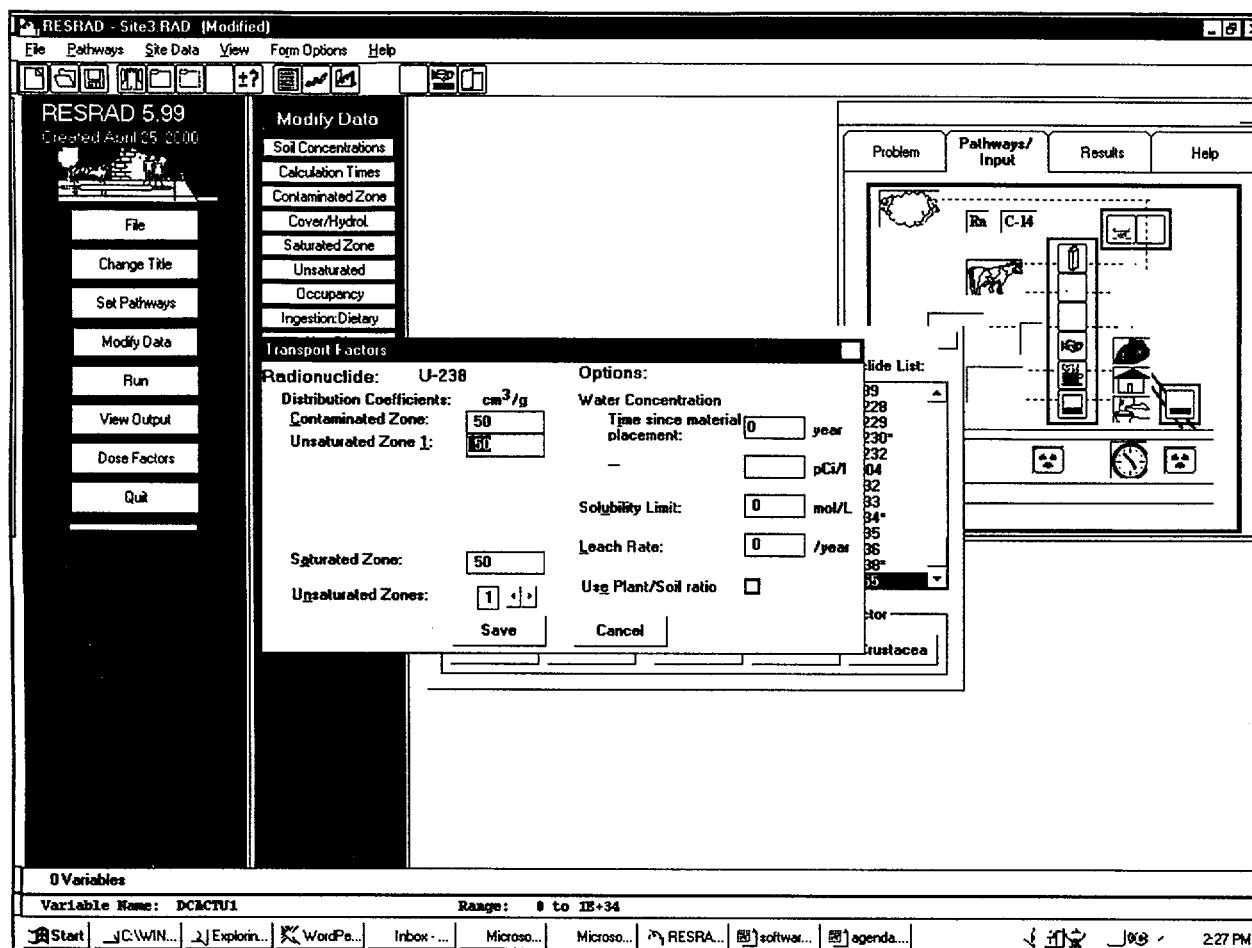 RESRAD - Site3.RAD (Modified)
File Pathways Site Data View Form Options Help
±?
RESRAD 5.99
Created April 25, 2000
File
Change Title
Set Pathways
Modify Data
Run
View Output
Dose Factors
Quit
Modify Data
Soil Concentrations
Calculation Times
Contaminated Zone
Cover/Hydrol.
Saturated Zone
Unsaturated
Occupancy
Ingestion: Dietary
Problem Pathways/ Input Results Help
Rn C-14
Transport Factors
Radionuclide: U-238
Distribution Coefficients: cm3/g
Contaminated Zone: 50
Unsaturated Zone 1: 50
Saturated Zone: 50
Unsaturated Zones: 1
Save
Options:
Water Concentration
Time since material placement: 0 year
pCi/l
Solubility Limit: 0 mol/L
Leach Rate: 0 /year
Use Plant/Soil ratio
Cancel
lide List:
228
229
230*
232
04
32
33
34*
35
36
38*
ctor
Crustacea
0 Variables
Variable Name: DCACTU1 Range: 0 to 1E+34
Start C:\WIN... Explorin... WordPe... Inbox - ... Microso... Microso... RESRA... softwar... agenda... 2:27 PM